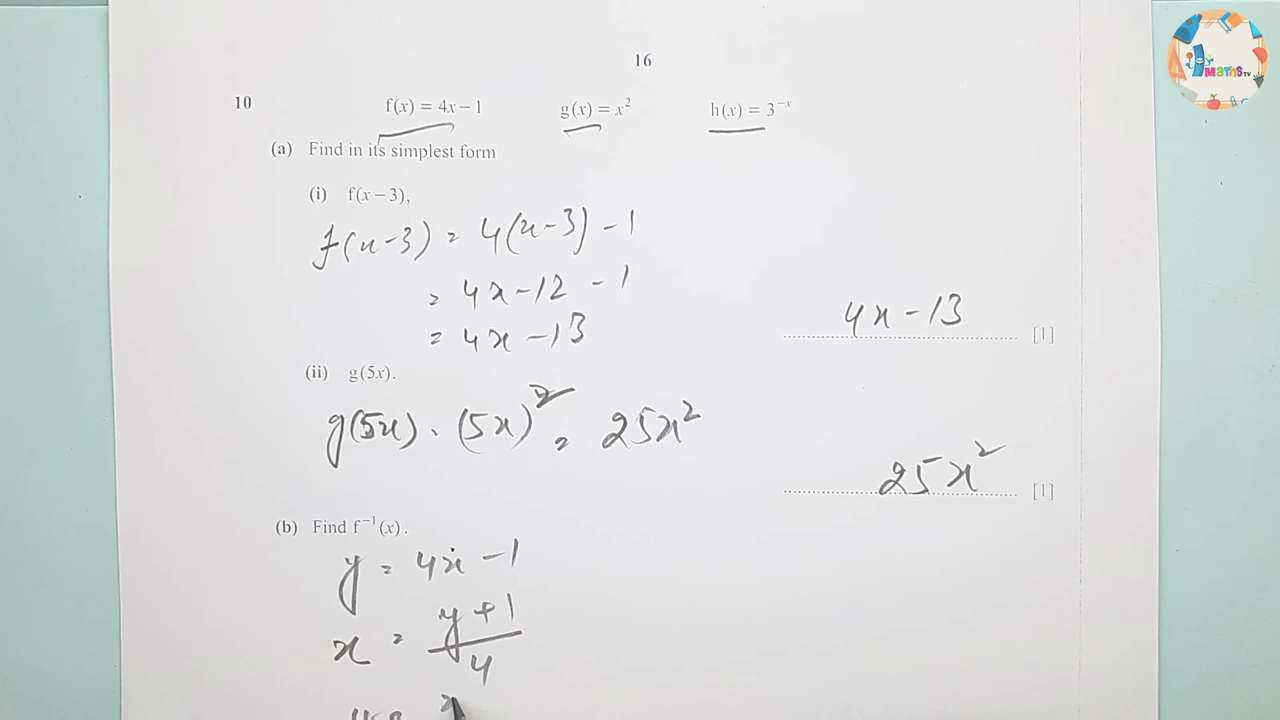 16
10 f(x) = 4x − 1 g(x) = x² h(x) = 3⁻ˣ
(a) Find in its simplest form
(i) f(x − 3),
f(x-3) = 4(x-3) - 1
= 4x - 12 - 1
= 4x - 13
4x - 13
[1]
(ii) g(5x).
g(5x) = (5x)² = 25x²
25x²
[1]
(b) Find f⁻¹(x).
y = 4x - 1
x = y + 1 / 4
MATHS TV